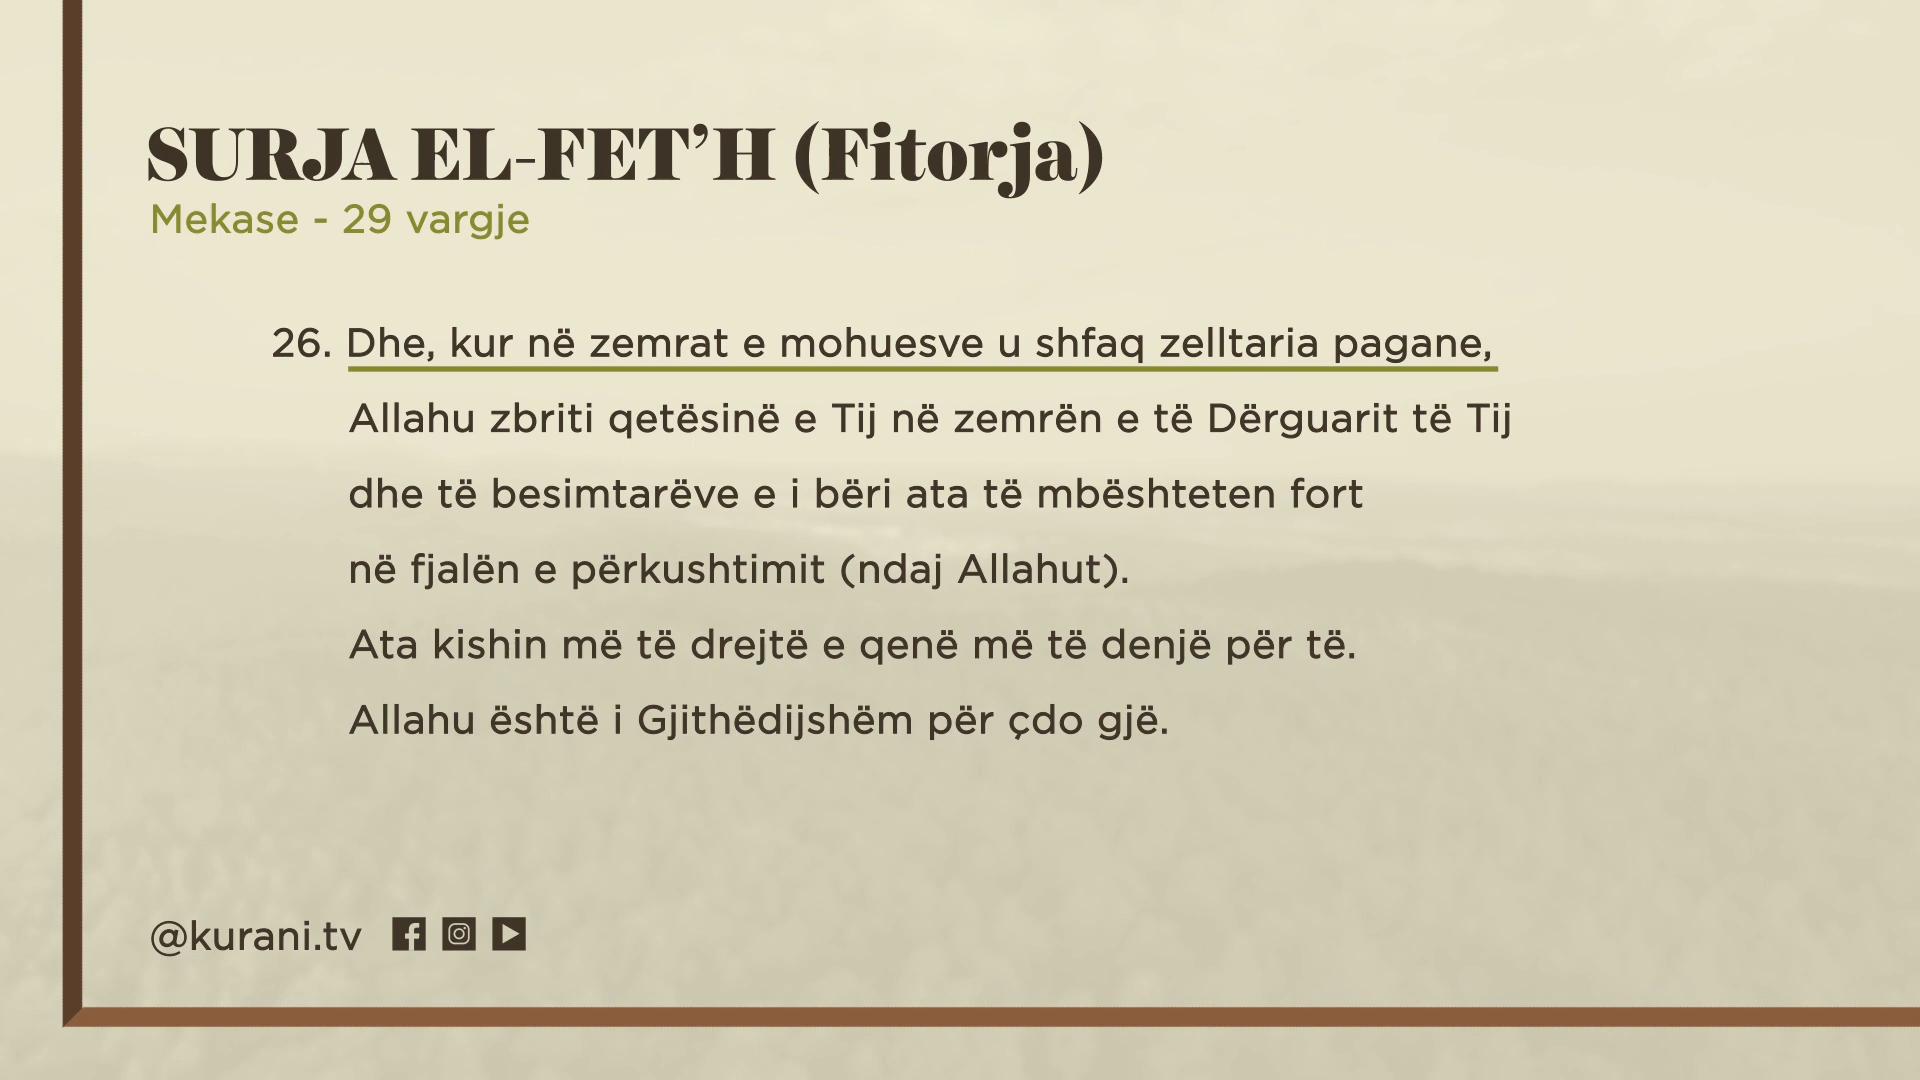 SURJA EL-FET’H (Fitorja)
Mekase - 29 vargje
26. Dhe, kur në zemrat e mohuesve u shfaq zelltaria pagane,
Allahu zbriti qetësinë e Tij në zemrën e të Dërguarit të Tij
dhe të besimtarëve e i bëri ata të mbështeten fort
në fjalën e përkushtimit (ndaj Allahut).
Ata kishin më të drejtë e qenë më të denjë për të.
Allahu është i Gjithëdijshëm për çdo gjë.
@kurani.tv